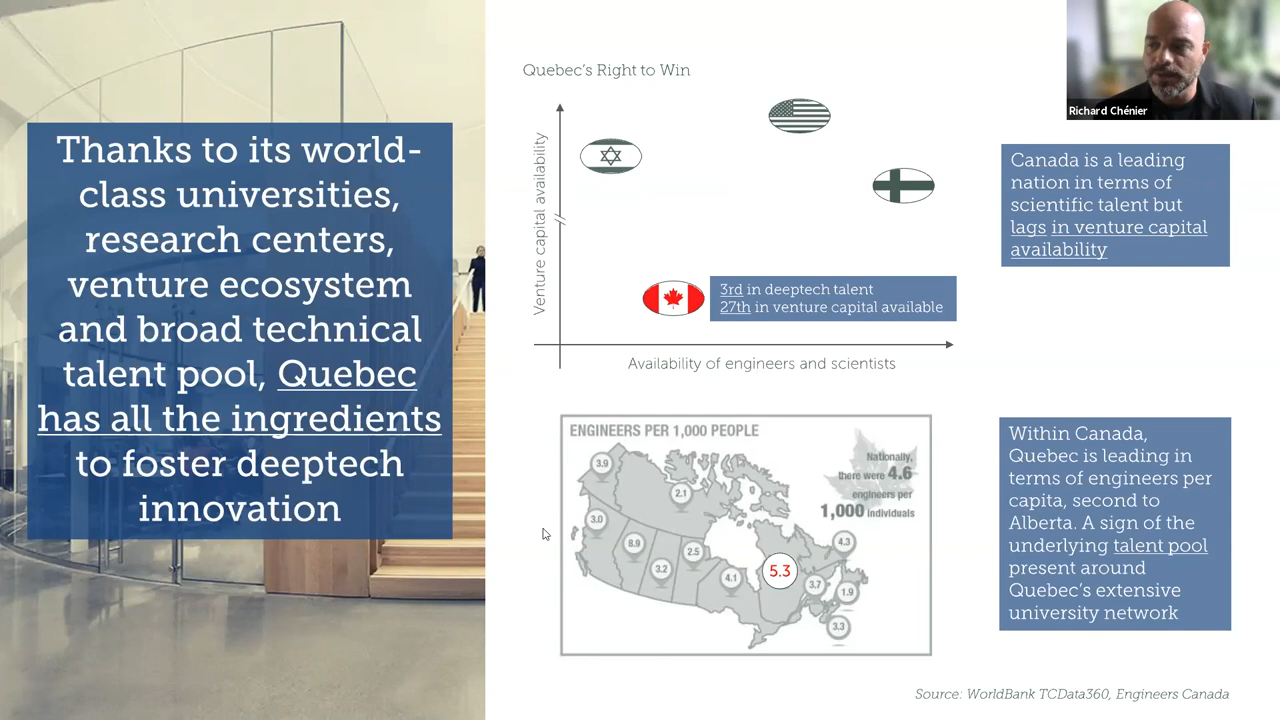 Thanks to its world-
class universities,
research centers,
venture ecosystem
and broad technical
talent pool, Quebec
has all the ingredients
to foster deeptech
innovation
Quebec's Right to Win
Venture capital availability
3rd in deeptech talent
27th in venture capital available
Availability of engineers and scientists
Richard Chénier
Canada is a leading
nation in terms of
scientific talent but
lags in venture capital
availability
ENGINEERS PER 1,000 PEOPLE
Nationally,
there were 4.6
engineers per
1,000 individuals
3.9
2.1
3.0
8.9
3.2
2.5
4.1
5.3
4.3
3.7
1.9
3.3
Within Canada,
Quebec is leading in
terms of engineers per
capita, second to
Alberta. A sign of the
underlying talent pool
present around
Quebec's extensive
university network
Source: WorldBank TCData360, Engineers Canada